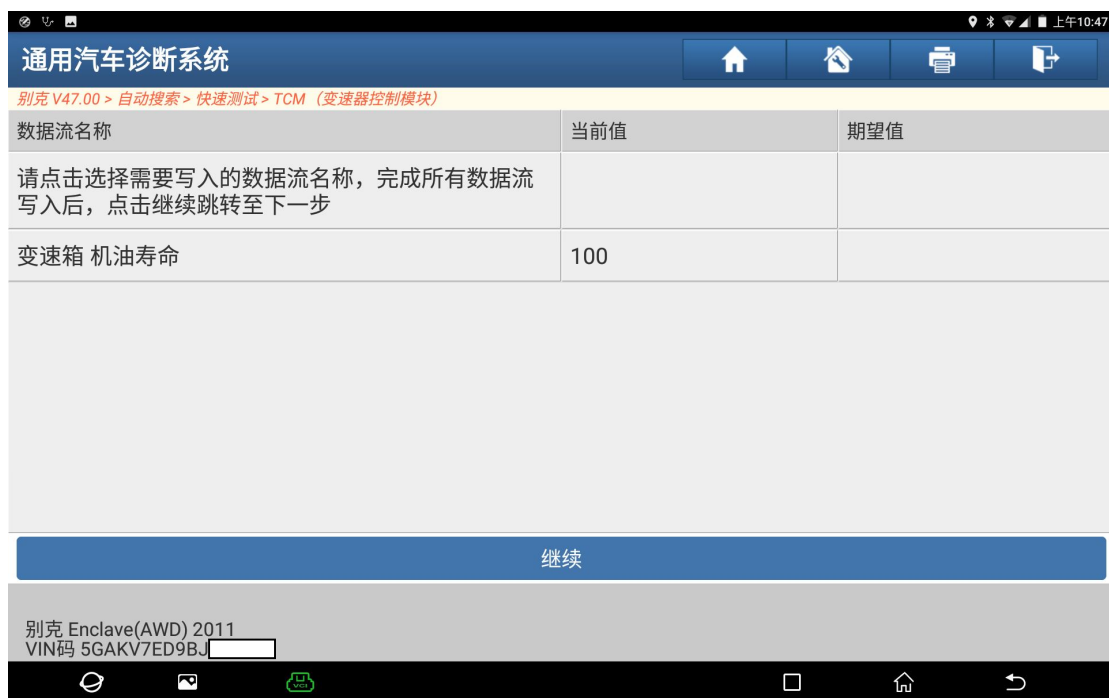 上午10:47
通用汽车诊断系统
别克 V47.00 > 自动搜索 > 快速测试 > TCM（变速器控制模块）
数据流名称 当前值 期望值
请点击选择需要写入的数据流名称，完成所有数据流
写入后，点击继续跳转至下一步
变速箱 机油寿命 100
继续
别克 Enclave(AWD) 2011
VIN码 5GAKV7ED9BJ
VCI